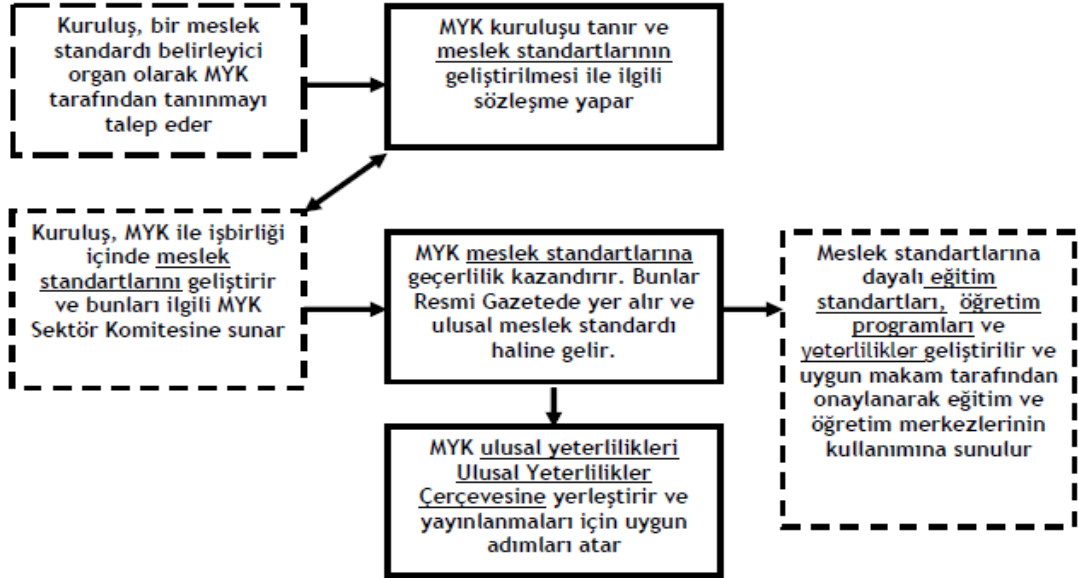 Kuruluş, bir meslek
standardı belirleyici
organ olarak MYK
tarafından tanınmayı
talep eder
MYK kuruluşu tanır ve
meslek standartlarının
geliştirilmesi ile ilgili
sözleşme yapar
Kuruluş, MYK ile işbirliği
içinde meslek
standartlarını geliştirir
ve bunları ilgili MYK
Sektör Komitesine sunar
MYK meslek standartlarına
geçerlilik kazandırır. Bunlar
Resmi Gazetede yer alır ve
ulusal meslek standardı
haline gelir.
Meslek standartlarına
dayalı eğitim
standartları, öğretim
programları ve
yeterlilikler geliştirilir ve
uygun makam tarafından
onaylanarak eğitim ve
öğretim merkezlerinin
kullanımına sunulur
MYK ulusal yeterlilikleri
Ulusal Yeterlilikler
Çerçevesine yerleştirir ve
yayınlanmaları için uygun
adımları atar